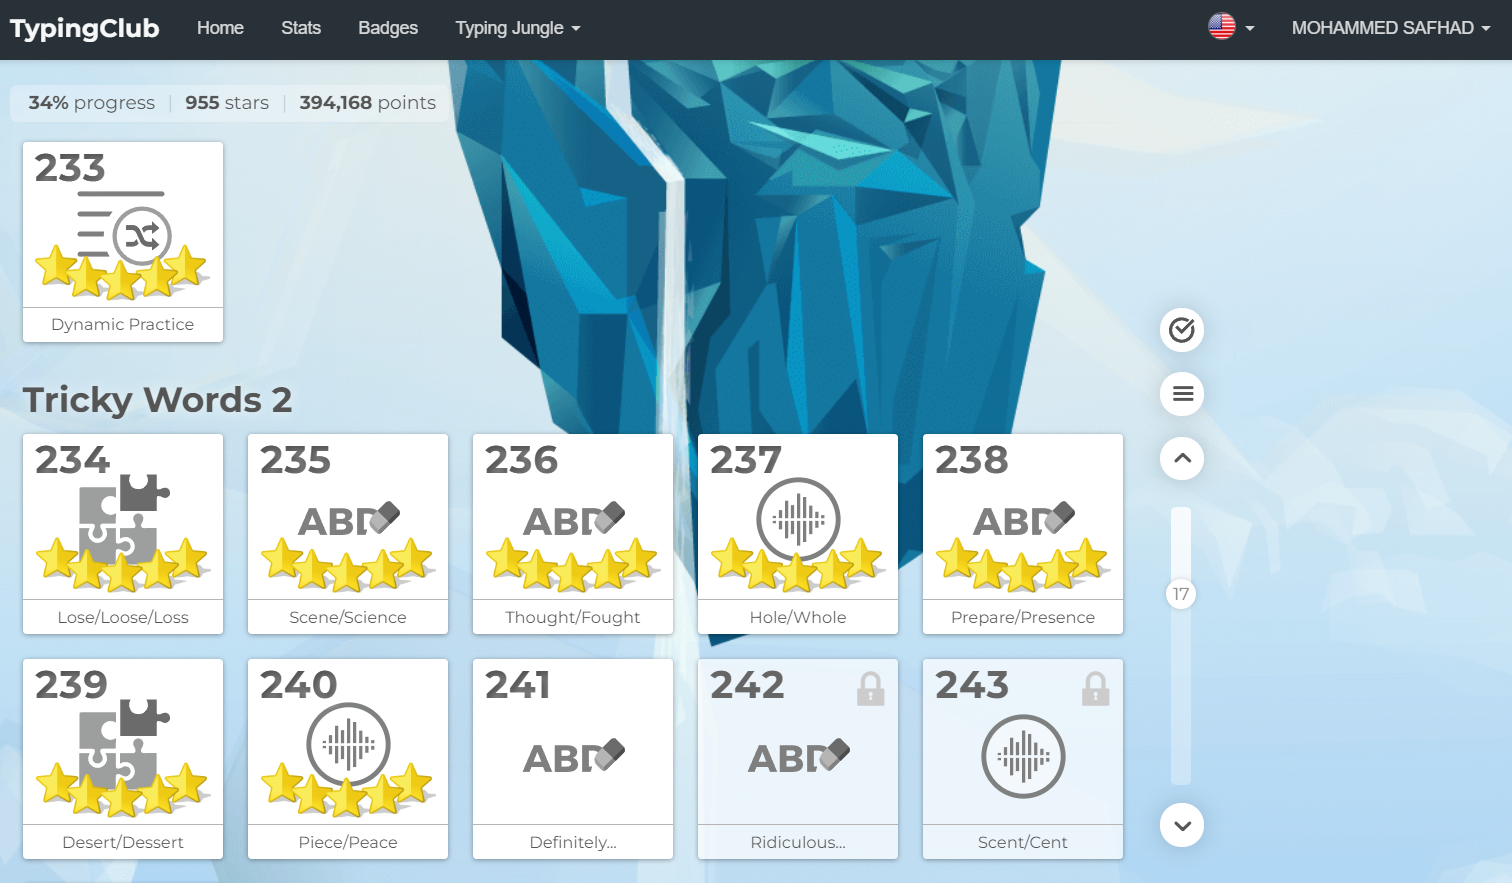 TypingClub Home Stats Badges Typing Jungle MOHAMMED SAFHAD
34% progress 955 stars 394,168 points
233
Dynamic Practice
Tricky Words 2
234 235 236 237 238
ABD ABD ABD
Lose/Loose/Loss Scene/Science Thought/Fought Hole/Whole Prepare/Presence
17
239 240 241 242 243
ABD ABD
Desert/Dessert Piece/Peace Definitely... Ridiculous... Scent/Cent